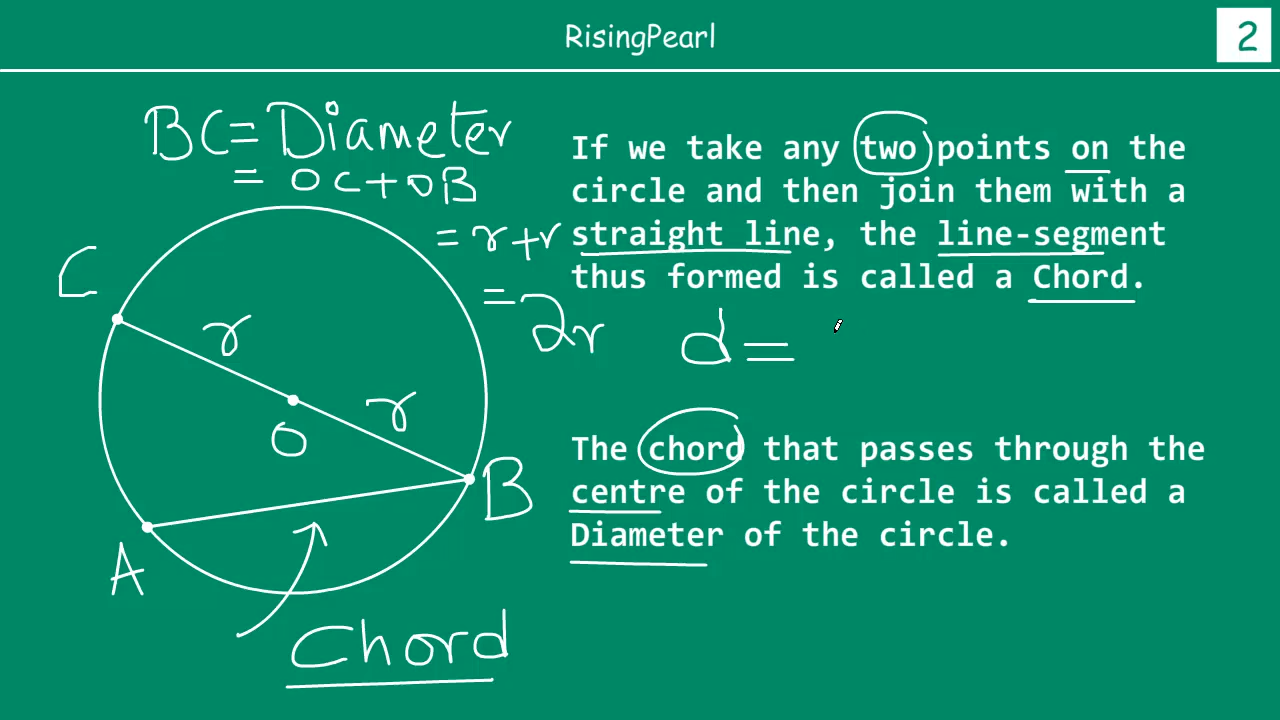 RisingPearl
2
BC = Diameter
= OC + OB
= r + r
= 2r
If we take any two points on the
circle and then join them with a
straight line, the line-segment
thus formed is called a Chord.
d =
C
r
r
O
B
A
Chord
The chord that passes through the
centre of the circle is called a
Diameter of the circle.